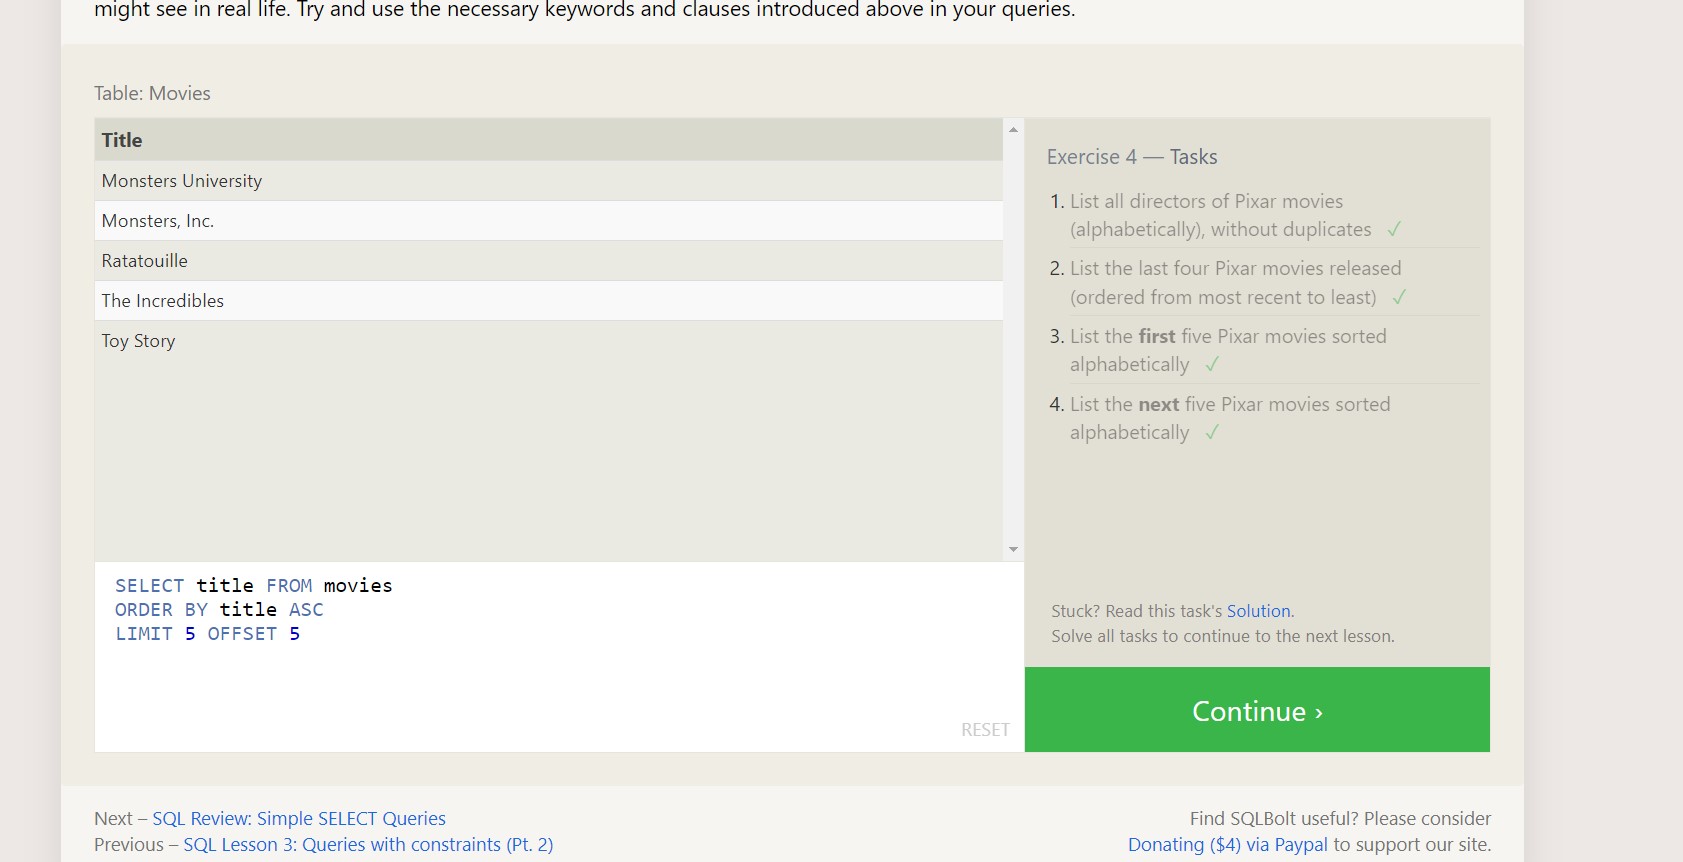 might see in real life. Try and use the necessary keywords and clauses introduced above in your queries.
Table: Movies
Title
Monsters University
Monsters, Inc.
Ratatouille
The Incredibles
Toy Story
SELECT title FROM movies
ORDER BY title ASC
LIMIT 5 OFFSET 5
RESET
Exercise 4 — Tasks
1. List all directors of Pixar movies
(alphabetically), without duplicates ✓
2. List the last four Pixar movies released
(ordered from most recent to least) ✓
3. List the first five Pixar movies sorted
alphabetically ✓
4. List the next five Pixar movies sorted
alphabetically ✓
Stuck? Read this task's Solution.
Solve all tasks to continue to the next lesson.
Continue ›
Next – SQL Review: Simple SELECT Queries
Previous – SQL Lesson 3: Queries with constraints (Pt. 2)
Find SQLBolt useful? Please consider
Donating ($4) via Paypal to support our site.